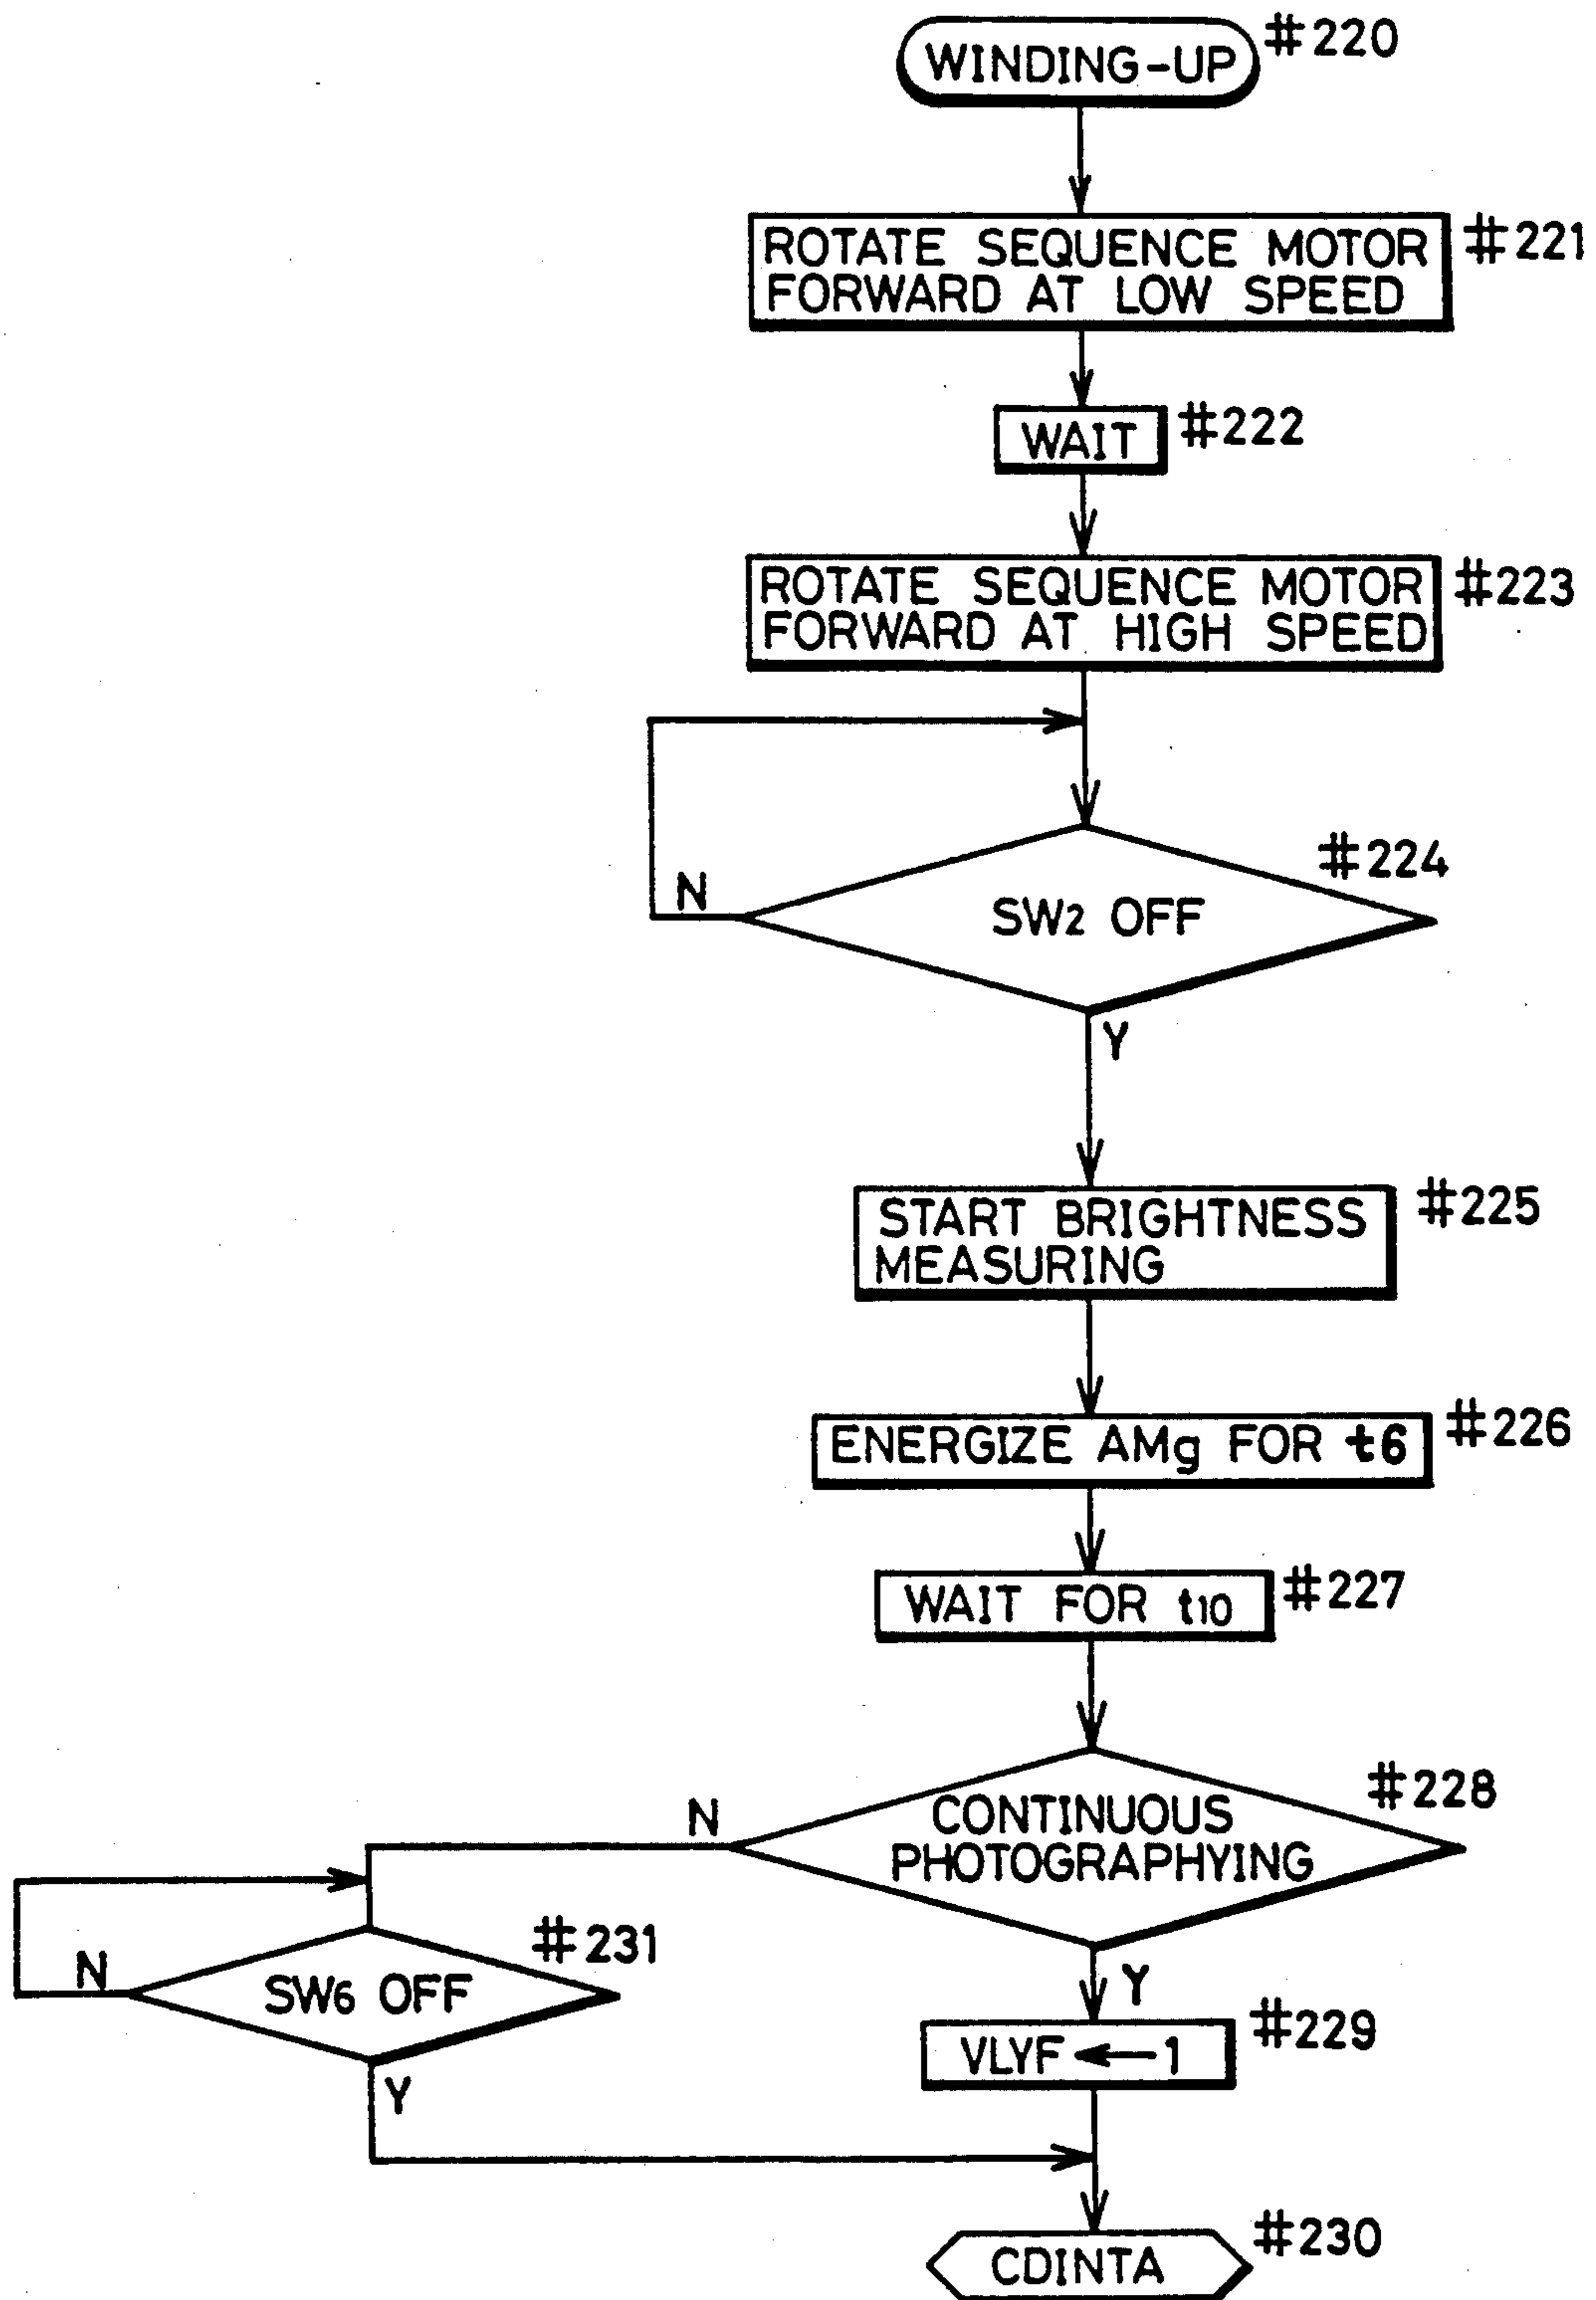 WINDING-UP #220
ROTATE SEQUENCE MOTOR #221
FORWARD AT LOW SPEED
WAIT #222
ROTATE SEQUENCE MOTOR #223
FORWARD AT HIGH SPEED
#224
N SW2 OFF
Y
START BRIGHTNESS #225
MEASURING
ENERGIZE AMg FOR t6 #226
WAIT FOR t10 #227
#228
N CONTINUOUS
PHOTOGRAPHYING
#231
N SW6 OFF
Y
Y
VLYF ← 1 #229
CDINTA #230